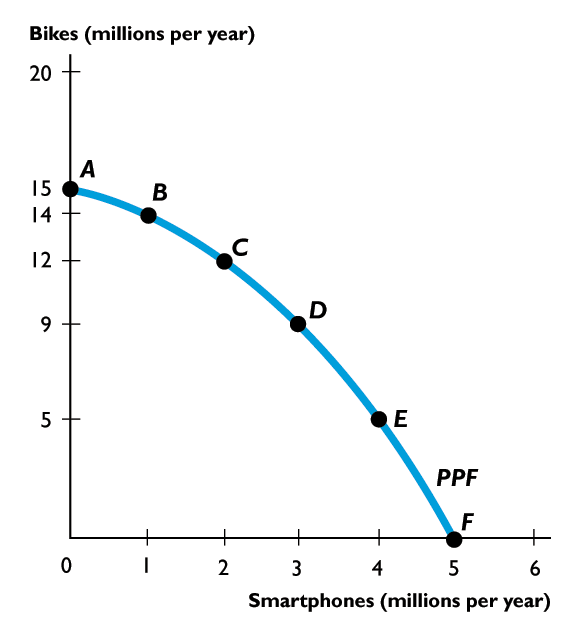 Bikes (millions per year)
20
A
15
B
14
C
12
D
9
E
5
PPF
F
0 1 2 3 4 5 6
Smartphones (millions per year)